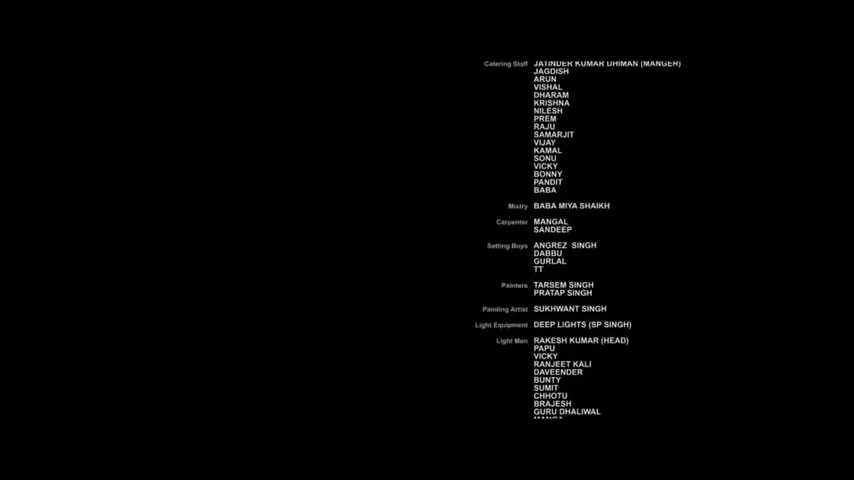 Catering Staff JATINDER KUMAR DHIMAN (MANGER)
JAGDISH
ARUN
VISHAL
DHARAM
KRISHNA
NILESH
PREM
RAJU
SAMARJIT
VIJAY
KAMAL
SONU
VICKY
BONNY
PANDIT
BABA
Mistry BABA MIYA SHAIKH
Carpenter MANGAL
SANDEEP
Setting Boys ANGREZ SINGH
DABBU
GURLAL
TT
Painters TARSEM SINGH
PRATAP SINGH
Painting Artist SUKHWANT SINGH
Light Equipment DEEP LIGHTS (SP SINGH)
Light Men RAKESH KUMAR (HEAD)
PAPU
VICKY
RANJEET KALI
DAVEENDER
BUNTY
SUMIT
CHHOTU
BRAJESH
GURU DHALIWAL